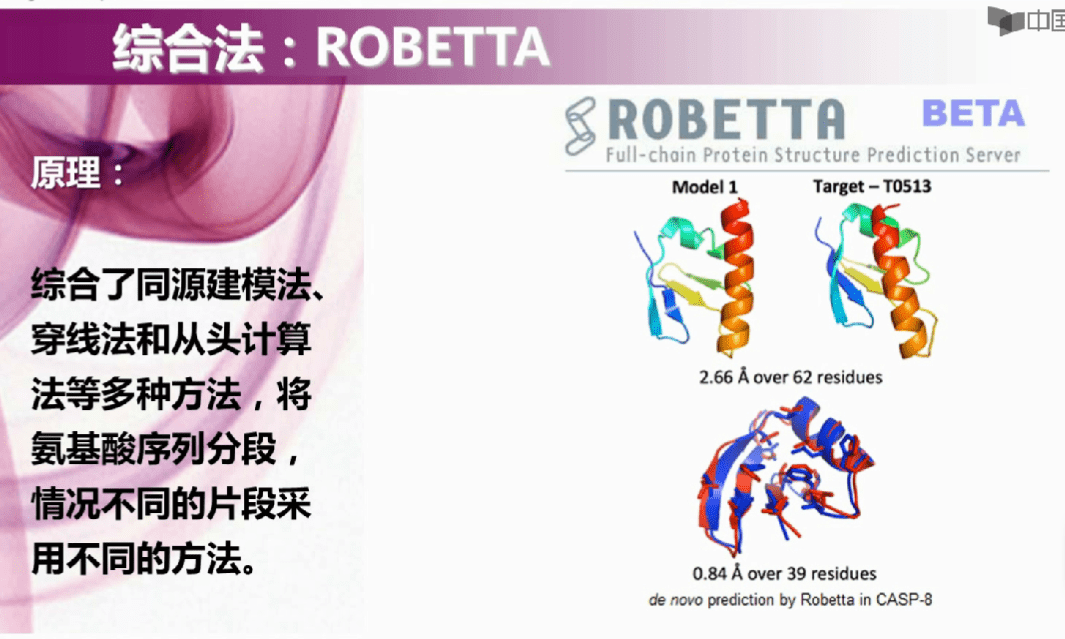 综合法：ROBETTA
中国
原理：
综合了同源建模法、
穿线法和从头计算
法等多种方法，将
氨基酸序列分段，
情况不同的片段采
用不同的方法。
ROBETTA BETA
Full-chain Protein Structure Prediction Server
Model 1 Target – T0513
2.66 Å over 62 residues
0.84 Å over 39 residues
de novo prediction by Robetta in CASP-8